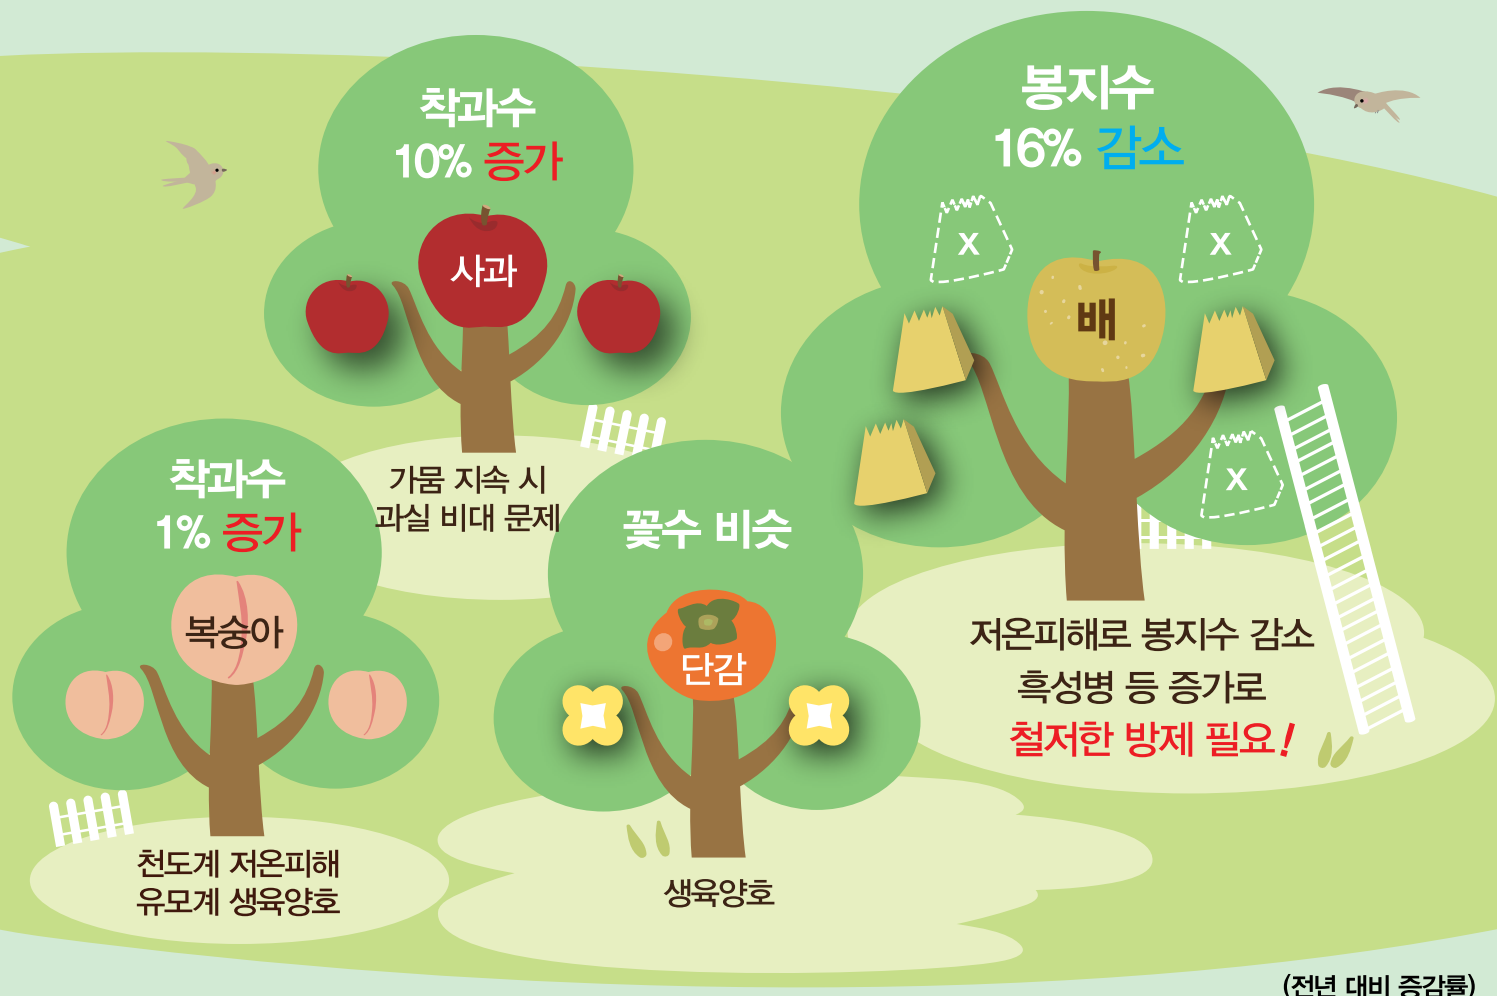 착과수
10% 증가
사과
가뭄 지속 시
과실 비대 문제
봉지수
16% 감소
X
X
배
X
저온피해로 봉지수 감소
흑성병 등 증가로
철저한 방제 필요!
착과수
1% 증가
복숭아
천도계 저온피해
유모계 생육양호
꽃수 비슷
단감
생육양호
(전년 대비 증감률)